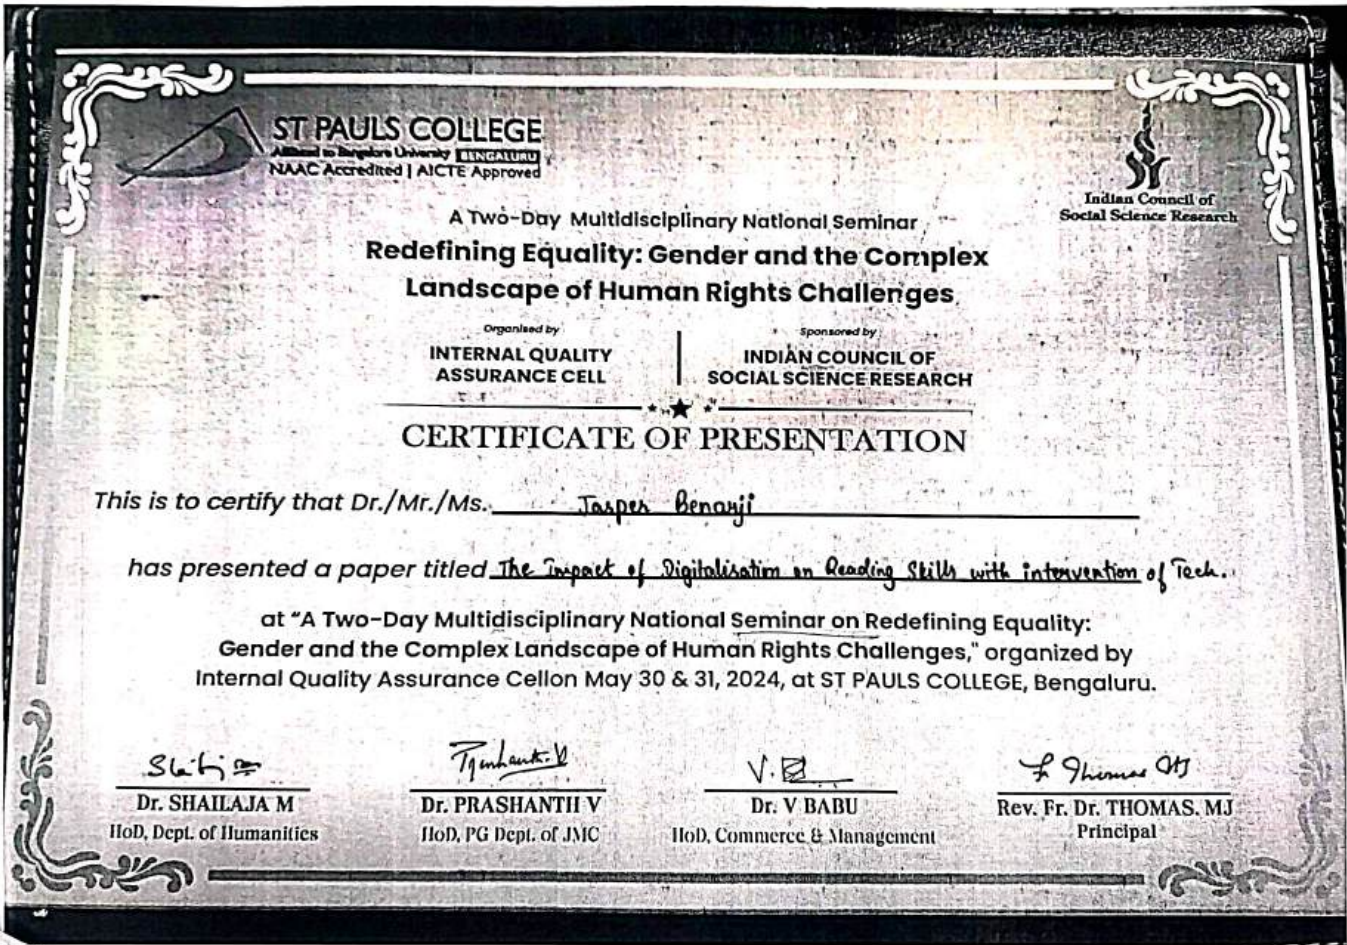 ST PAULS COLLEGE
Affiliated to Bangalore University BENGALURU
NAAC Accredited | AICTE Approved
Indian Council of
Social Science Research
A Two-Day Multidisciplinary National Seminar
Redefining Equality: Gender and the Complex
Landscape of Human Rights Challenges
Organised by
INTERNAL QUALITY
ASSURANCE CELL
Sponsored by
INDIAN COUNCIL OF
SOCIAL SCIENCE RESEARCH
CERTIFICATE OF PRESENTATION
This is to certify that Dr./Mr./Ms. Jasper Benarji
has presented a paper titled The Impact of Digitalisation on Reading Skills with intervention of Tech.
at "A Two-Day Multidisciplinary National Seminar on Redefining Equality:
Gender and the Complex Landscape of Human Rights Challenges," organized by
Internal Quality Assurance Cellon May 30 & 31, 2024, at ST PAULS COLLEGE, Bengaluru.
Dr. SHAILAJA M
HoD, Dept. of Humanities
Prashanth.V
Dr. PRASHANTH V
HoD, PG Dept. of JMC
Dr. V BABU
HoD, Commerce & Management
Fr Thomas MJ
Rev. Fr. Dr. THOMAS. MJ
Principal